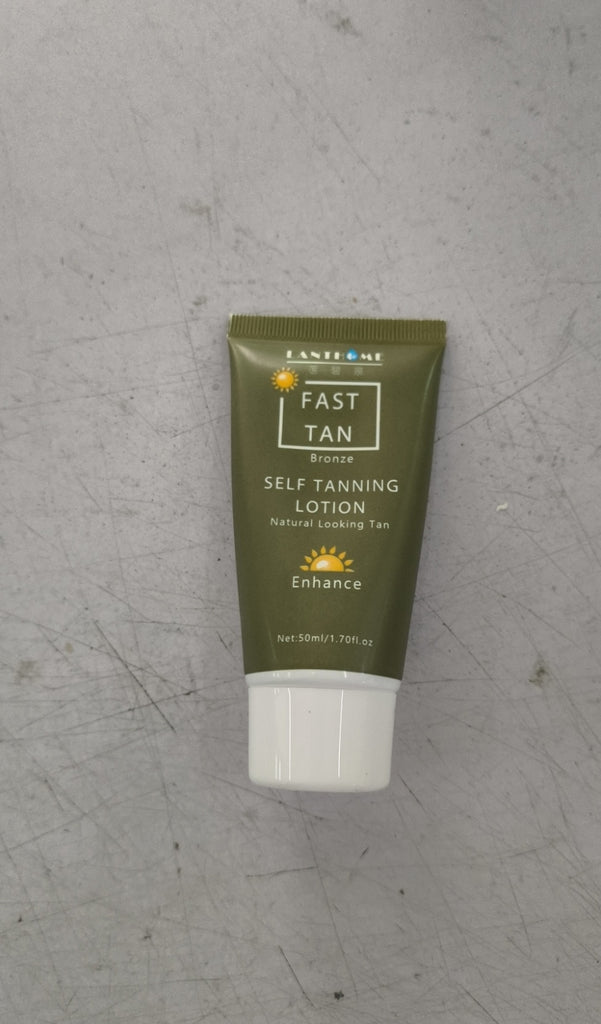 LANTHOME
FAST
TAN
Bronze
SELF TANNING
LOTION
Natural Looking Tan
Enhance
Net:50ml/1.70fl.oz